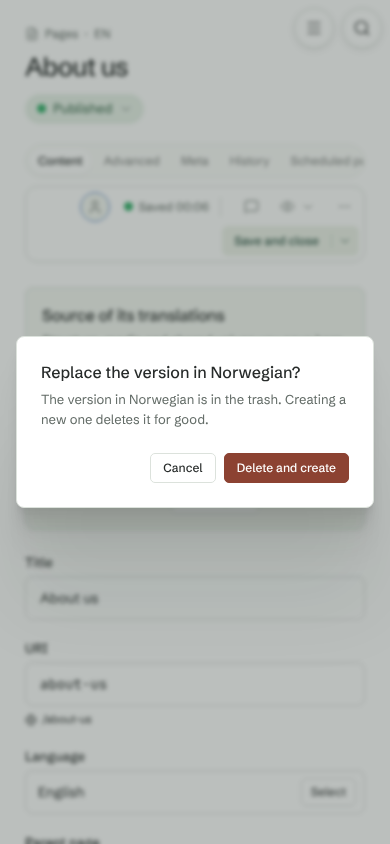 Pages · EN
About us
Published
Content Advanced Meta History Scheduled
Saved 00:06
Save and close
Source of its translations
Replace the version in Norwegian?
The version in Norwegian is in the trash. Creating a
new one deletes it for good.
Cancel Delete and create
Title
About us
URI
about-us
/about-us
Language
English Select
Parent page